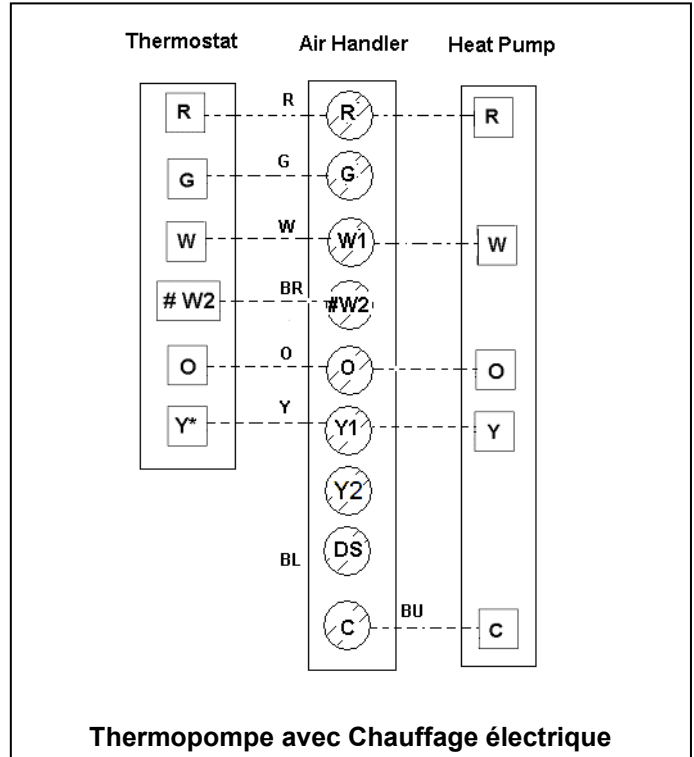 Thermostat Air Handler Heat Pump
R R R R
G G G
W W W1 W
# W2 BR #W2
O O O O
Y* Y Y1 Y
Y2
BL DS
C BU C
Thermopompe avec Chauffage électrique